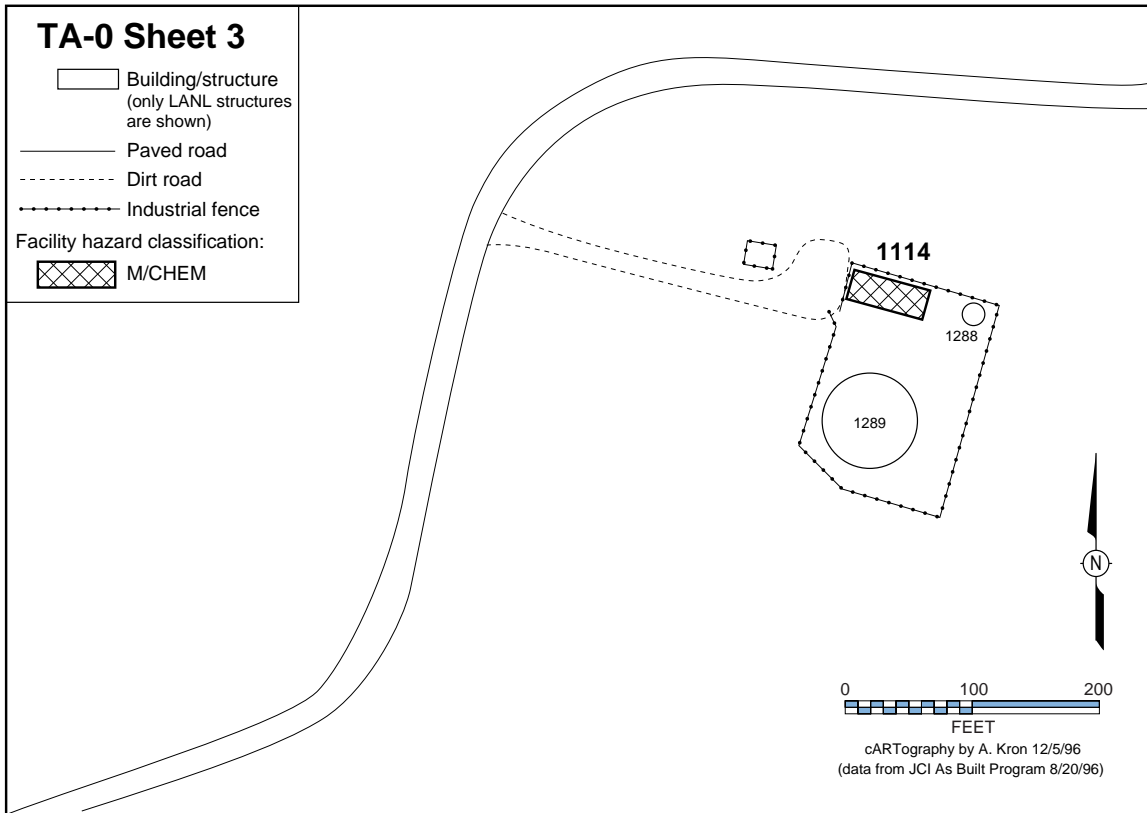 TA-0 Sheet 3
Building/structure
(only LANL structures
are shown)
Paved road
Dirt road
Industrial fence
Facility hazard classification:
M/CHEM
1114
1288
1289
N
0 100 200
FEET
cARTography by A. Kron 12/5/96
(data from JCI As Built Program 8/20/96)